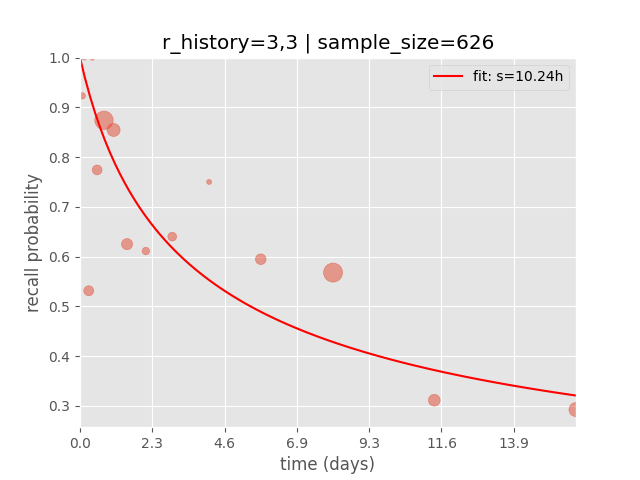 r_history=3,3 | sample_size=626
fit: s=10.24h
1.0
0.9
0.8
0.7
0.6
0.5
0.4
0.3
recall probability
0.0 2.3 4.6 6.9 9.3 11.6 13.9
time (days)